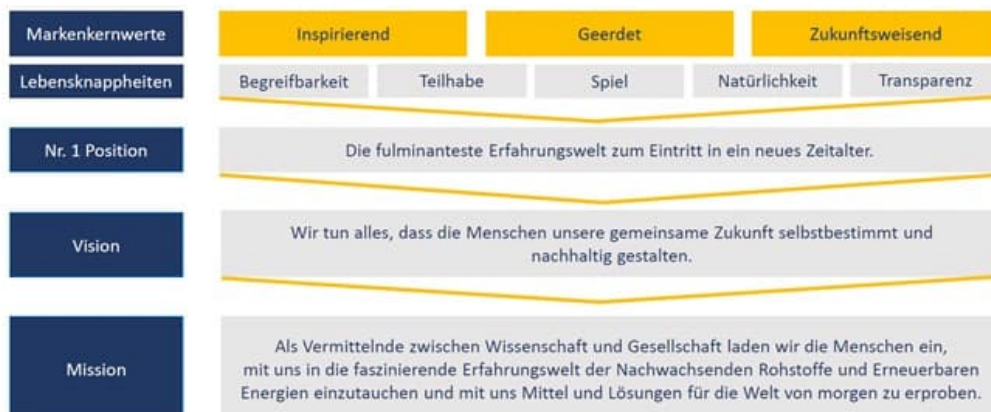 Markenkernwerte Inspirierend Geerdet Zukunftsweisend
Lebensknappheiten Begreifbarkeit Teilhabe Spiel Natürlichkeit Transparenz
Nr. 1 Position Die fulminanteste Erfahrungswelt zum Eintritt in ein neues Zeitalter.
Vision
Wir tun alles, dass die Menschen unsere gemeinsame Zukunft selbstbestimmt und
nachhaltig gestalten.
Mission
Als Vermittelnde zwischen Wissenschaft und Gesellschaft laden wir die Menschen ein,
mit uns in die faszinierende Erfahrungswelt der Nachwachsenden Rohstoffe und Erneuerbaren
Energien einzutauchen und mit uns Mittel und Lösungen für die Welt von morgen zu erproben.